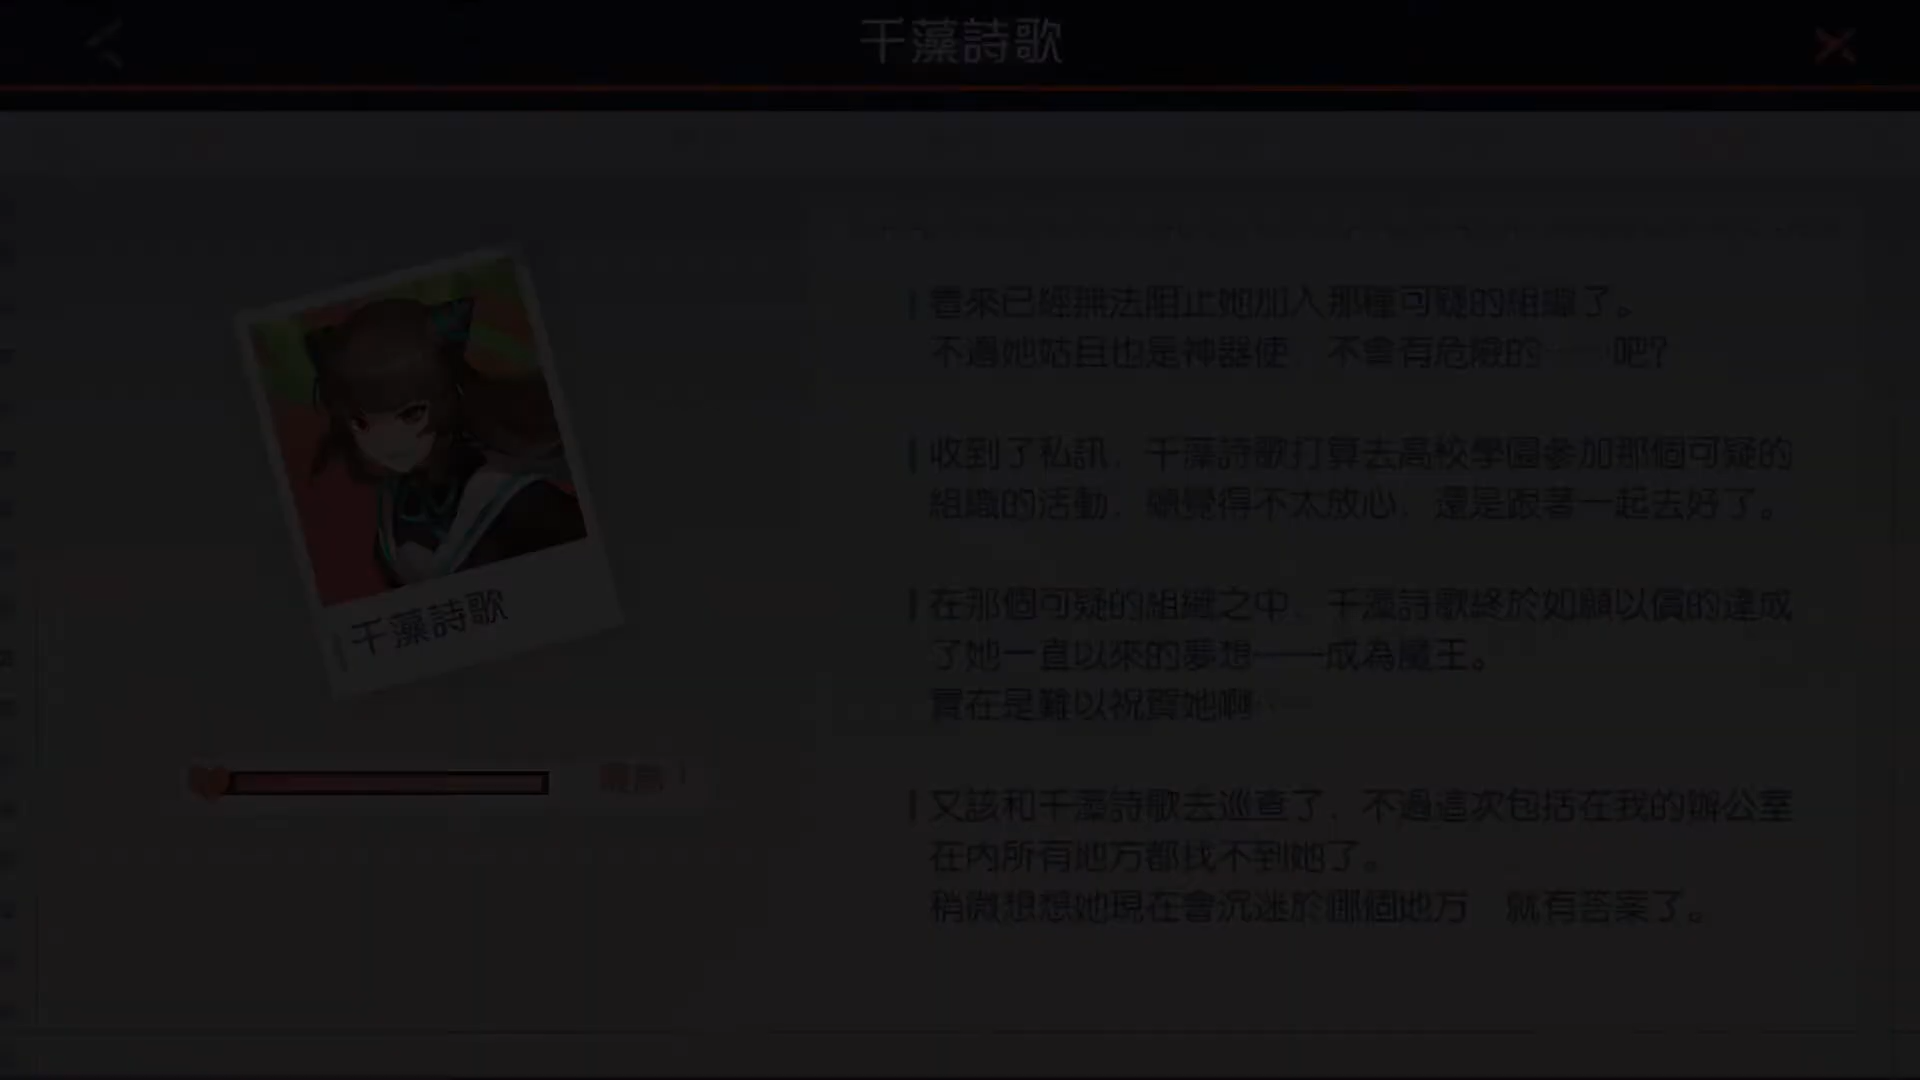 千藻詩歌
看來已經無法阻止她加入那種可疑的組織了。
不過她姑且也是神器使，不會有危險的……吧？
收到了私訊，千藻詩歌打算去高校學園參加那個可疑的
組織的活動，總覺得不太放心，還是跟著一起去好了。
在那個可疑的組織之中，千藻詩歌終於如願以償的達成
了她一直以來的夢想——成為魔王。
實在是難以祝賀她啊……
又該和千藻詩歌去巡查了，不過這次包括在我的辦公室
在內所有地方都找不到她了。
稍微想想她現在會沉迷於哪個地方，就有答案了。
千藻詩歌